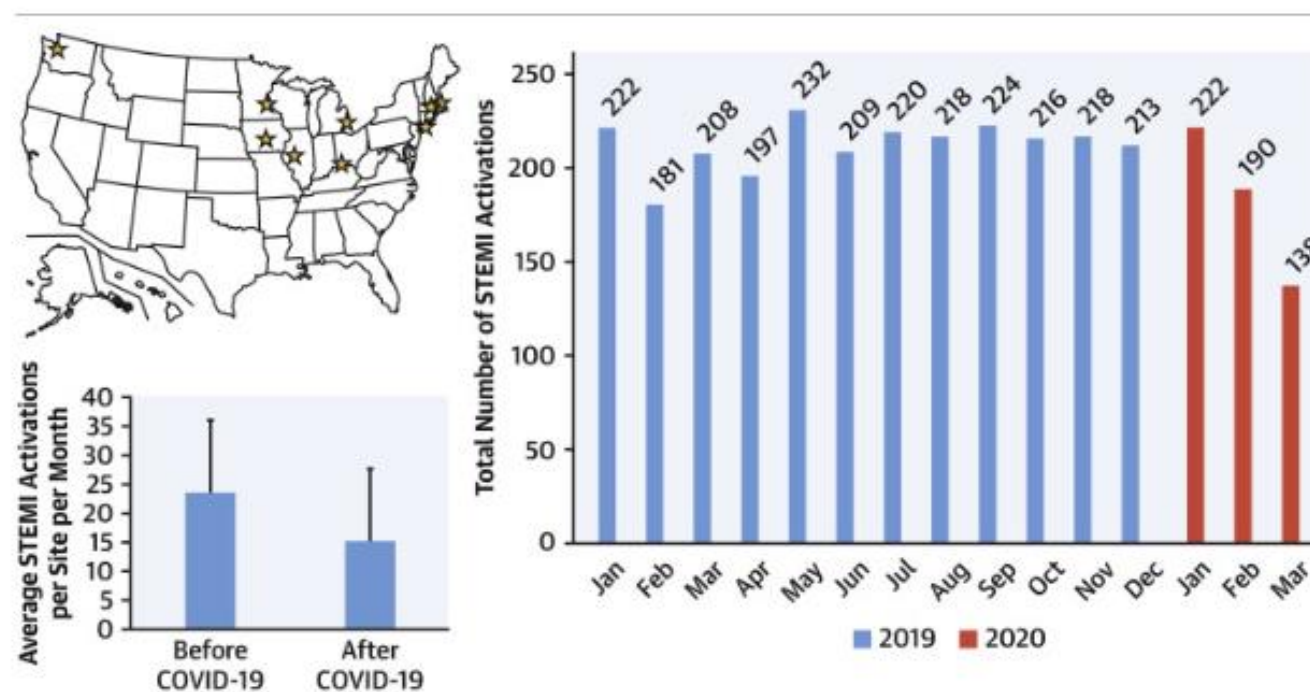 Average STEMI Activations
per Site per Month
40
35
30
25
20
15
10
5
0
Before
COVID-19
After
COVID-19
Total Number of STEMI Activations
250
200
150
100
50
0
222
181
208
197
232
209
220
218
224
216
218
213
222
190
138
Jan
Feb
Mar
Apr
May
Jun
Jul
Aug
Sep
Oct
Nov
Dec
Jan
Feb
Mar
2019
2020